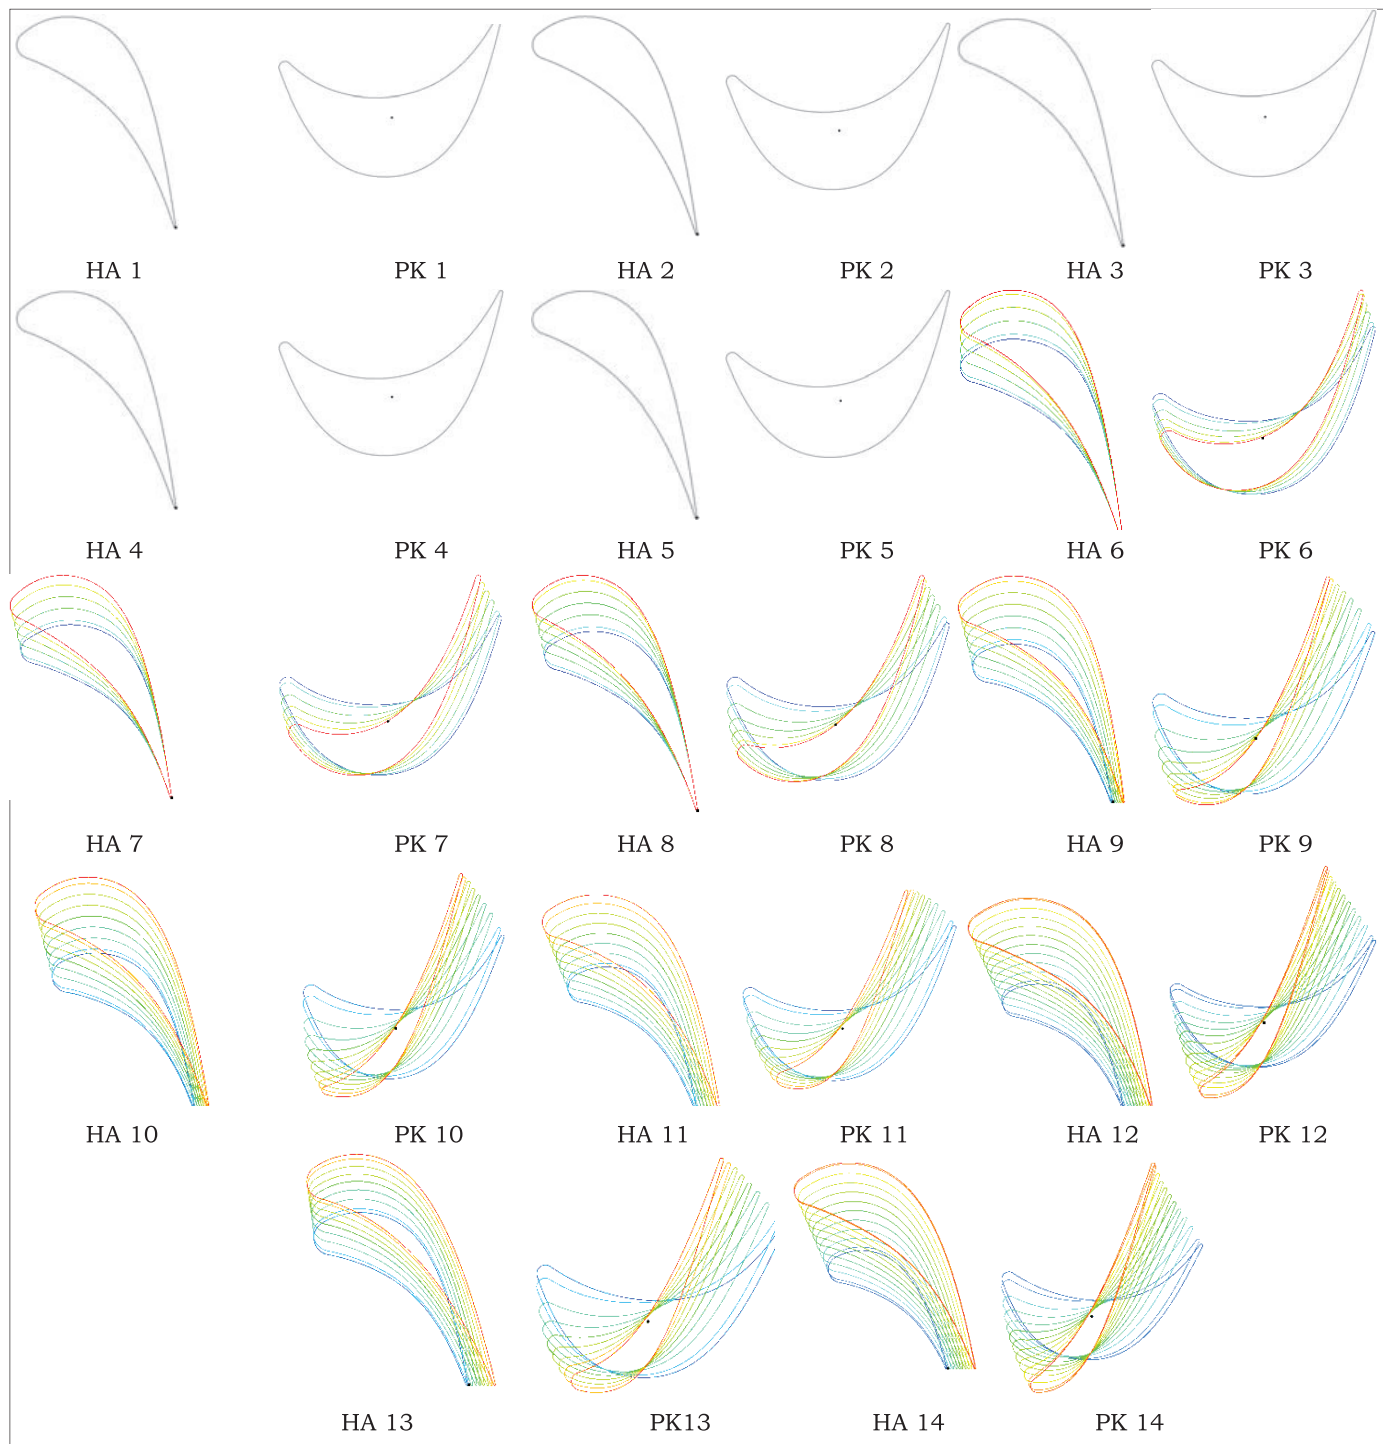 HA 1 PK 1 HA 2 PK 2 HA 3 PK 3
HA 4 PK 4 HA 5 PK 5 HA 6 PK 6
HA 7 PK 7 HA 8 PK 8 HA 9 PK 9
HA 10 PK 10 HA 11 PK 11 HA 12 PK 12
HA 13 PK13 HA 14 PK 14